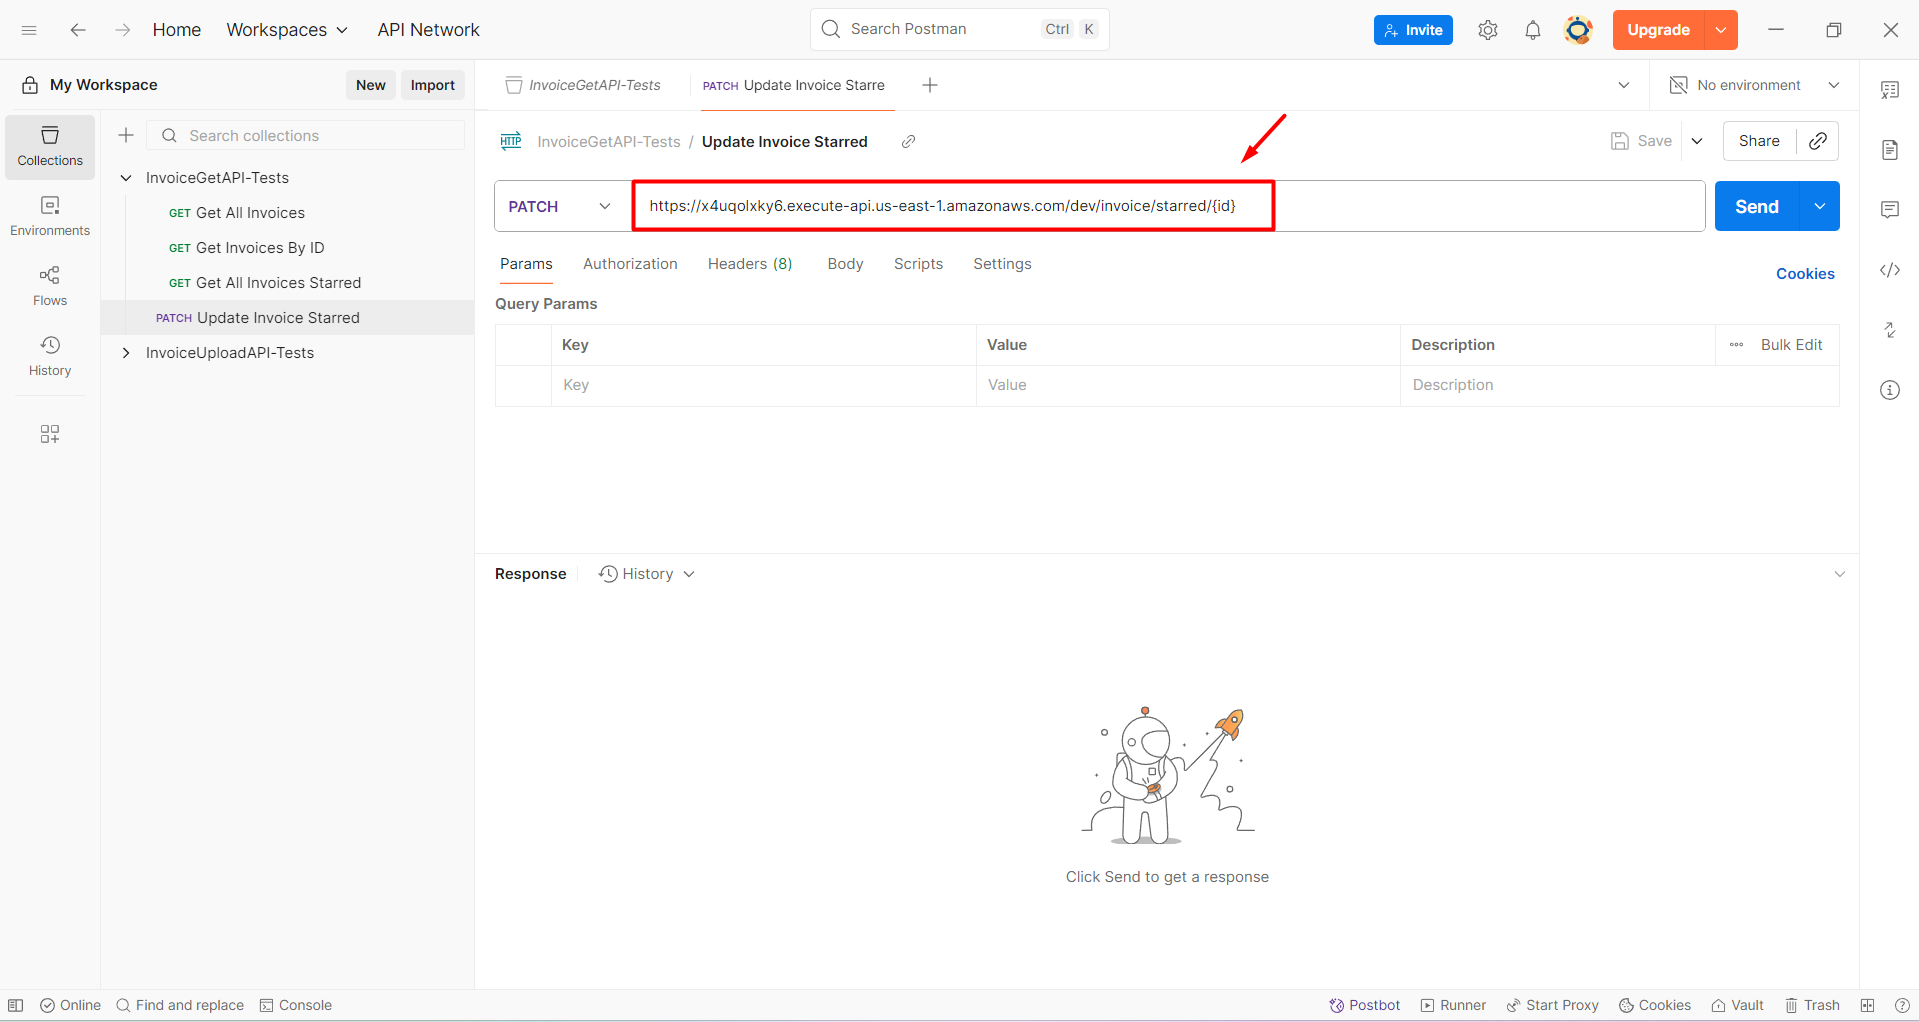 Home Workspaces API Network Search Postman Ctrl K Invite Upgrade
My Workspace New Import InvoiceGetAPI-Tests PATCH Update Invoice Starre No environment
Collections Search collections
InvoiceGetAPI-Tests / Update Invoice Starred Save Share
InvoiceGetAPI-Tests
GET Get All Invoices
PATCH https://x4uqolxky6.execute-api.us-east-1.amazonaws.com/dev/invoice/starred/{id} Send
Environments
GET Get Invoices By ID
Params Authorization Headers (8) Body Scripts Settings Cookies
Flows
GET Get All Invoices Starred
Query Params
PATCH Update Invoice Starred
Key Value Description Bulk Edit
History
InvoiceUploadAPI-Tests
Key Value Description
Response History
HTTP
Click Send to get a response
Online Find and replace Console Postbot Runner Start Proxy Cookies Vault Trash